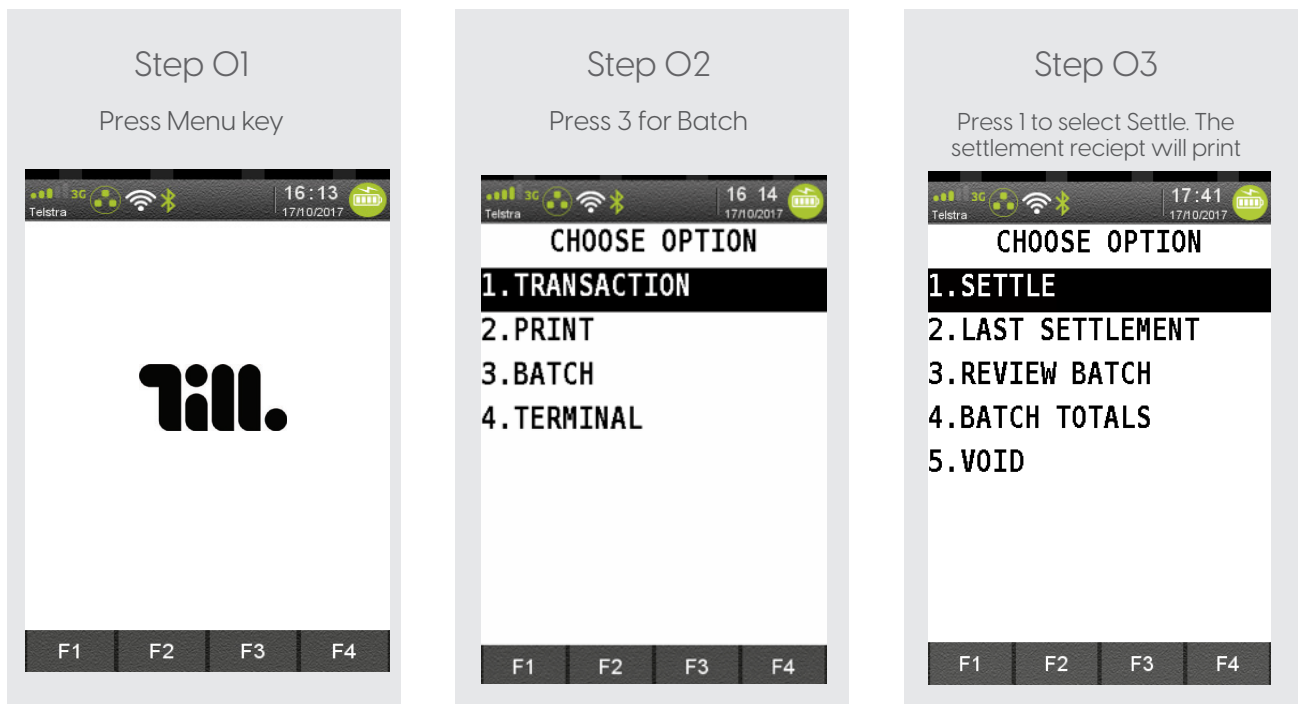 Step 01
Press Menu key
3G
16:13
Telstra
17/10/2017
Till.
F1 F2 F3 F4
Step 02
Press 3 for Batch
3G
16 14
Telstra
17/10/2017
CHOOSE OPTION
1.TRANSACTION
2.PRINT
3.BATCH
4.TERMINAL
F1 F2 F3 F4
Step 03
Press 1 to select Settle. The
settlement reciept will print
3G
17:41
Telstra
17/10/2017
CHOOSE OPTION
1.SETTLE
2.LAST SETTLEMENT
3.REVIEW BATCH
4.BATCH TOTALS
5.VOID
F1 F2 F3 F4